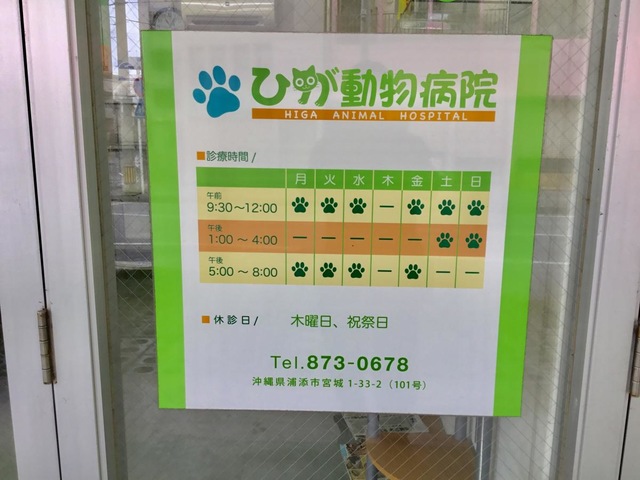 ひが動物病院
HIGA ANIMAL HOSPITAL
診療時間/
月 火 水 木 金 土 日
午前
9:30～12:00 —
午後
1:00 ～ 4:00 — — — — —
午後
5:00 ～ 8:00 — — —
休診日/ 木曜日、祝祭日
Tel.873-0678
沖縄県浦添市宮城 1-33-2（101号）